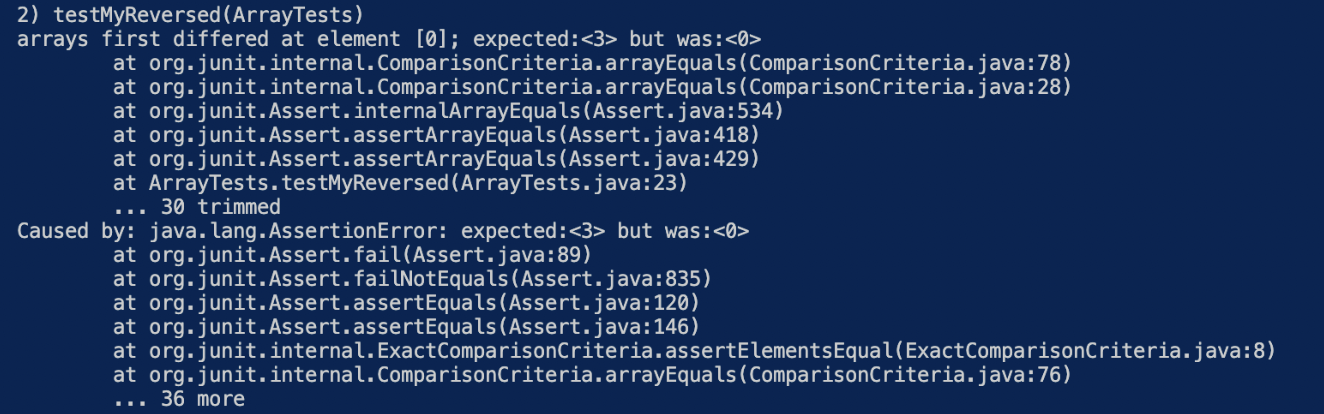 2) testMyReversed(ArrayTests)
arrays first differed at element [0]; expected:<3> but was:<0>
        at org.junit.internal.ComparisonCriteria.arrayEquals(ComparisonCriteria.java:78)
        at org.junit.internal.ComparisonCriteria.arrayEquals(ComparisonCriteria.java:28)
        at org.junit.Assert.internalArrayEquals(Assert.java:534)
        at org.junit.Assert.assertArrayEquals(Assert.java:418)
        at org.junit.Assert.assertArrayEquals(Assert.java:429)
        at ArrayTests.testMyReversed(ArrayTests.java:23)
        ... 30 trimmed
Caused by: java.lang.AssertionError: expected:<3> but was:<0>
        at org.junit.Assert.fail(Assert.java:89)
        at org.junit.Assert.failNotEquals(Assert.java:835)
        at org.junit.Assert.assertEquals(Assert.java:120)
        at org.junit.Assert.assertEquals(Assert.java:146)
        at org.junit.internal.ExactComparisonCriteria.assertElementsEqual(ExactComparisonCriteria.java:8)
        at org.junit.internal.ComparisonCriteria.arrayEquals(ComparisonCriteria.java:76)
        ... 36 more